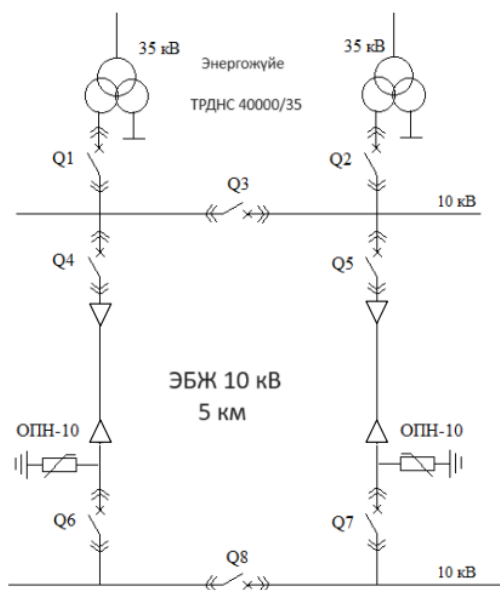 35 кВ
Энергожүйе
35 кВ
ТРДНС 40000/35
Q1
Q2
Q3
10 кВ
Q4
Q5
ЭБЖ 10 кВ
5 км
ОПН-10
ОПН-10
Q6
Q7
Q8
10 кВ